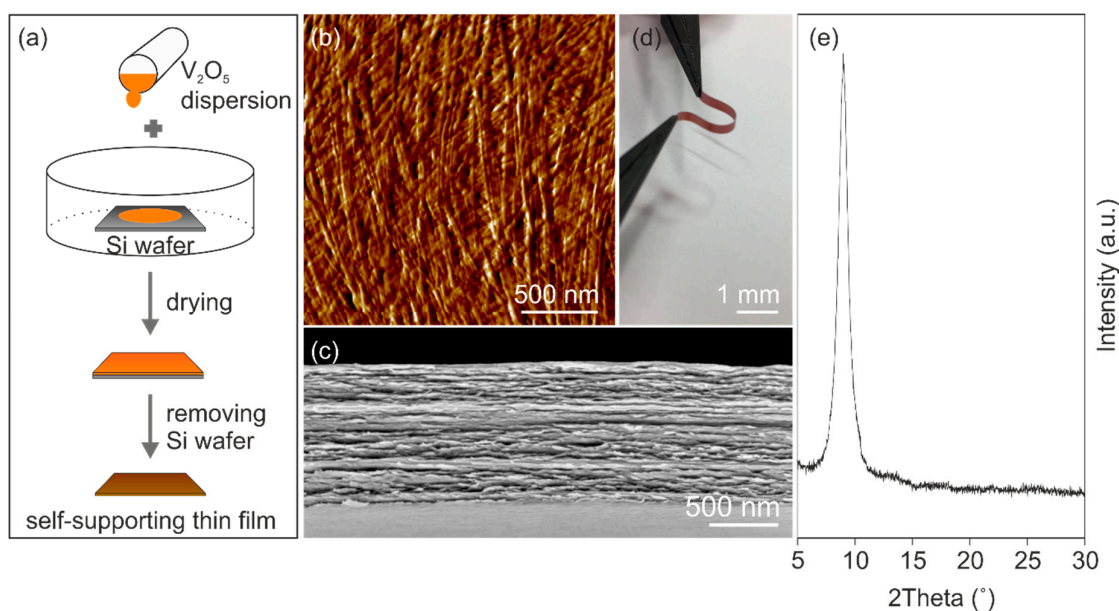 (a)
V₂O₅
dispersion
+
Si wafer
drying
removing
Si wafer
self-supporting thin film
(b)
500 nm
(c)
500 nm
(d)
1 mm
(e)
Intensity (a.u.)
5 10 15 20 25 30
2Theta (˚)